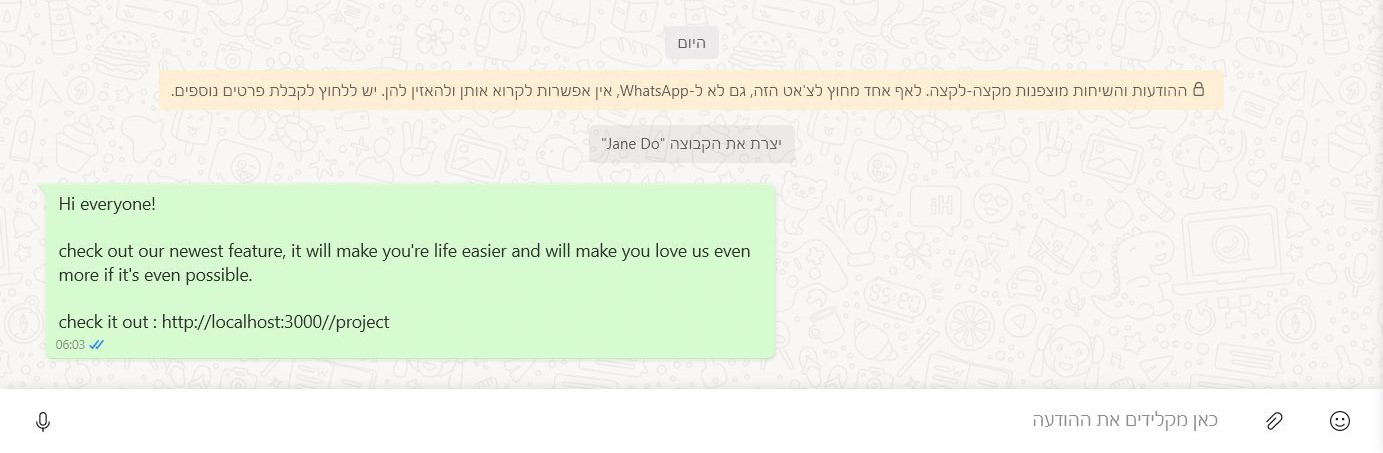 היום
ההודעות והשיחות מוצפנות מקצה-לקצה. לאף אחד מחוץ לצ'אט הזה, גם לא ל-WhatsApp, אין אפשרות לקרוא אותן ולהאזין להן. יש ללחוץ לקבלת פרטים נוספים.
יצרת את הקבוצה "Jane Do"
Hi everyone!
check out our newest feature, it will make you're life easier and will make you love us even
more if it's even possible.
check it out : http://localhost:3000//project
06:03
כאן מקלידים את ההודעה